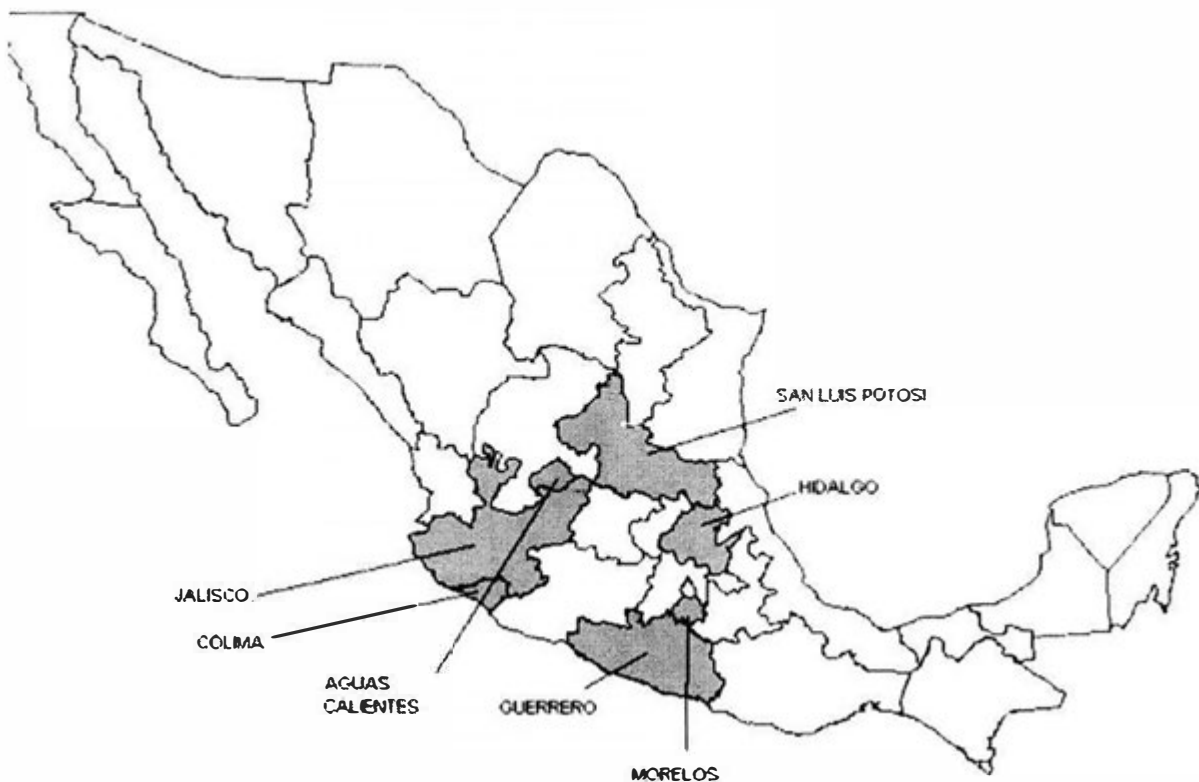 SAN LUIS POTOSI
HIDALGO
JALISCO
COLIMA
AGUAS
CALIENTES
GUERRERO
MORELOS